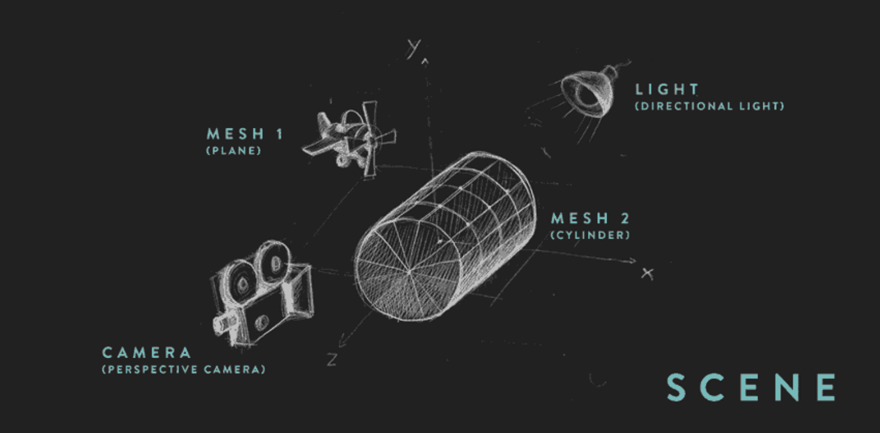 y
LIGHT
(DIRECTIONAL LIGHT)
MESH 1
(PLANE)
MESH 2
(CYLINDER)
x
CAMERA
(PERSPECTIVE CAMERA)
z
SCENE